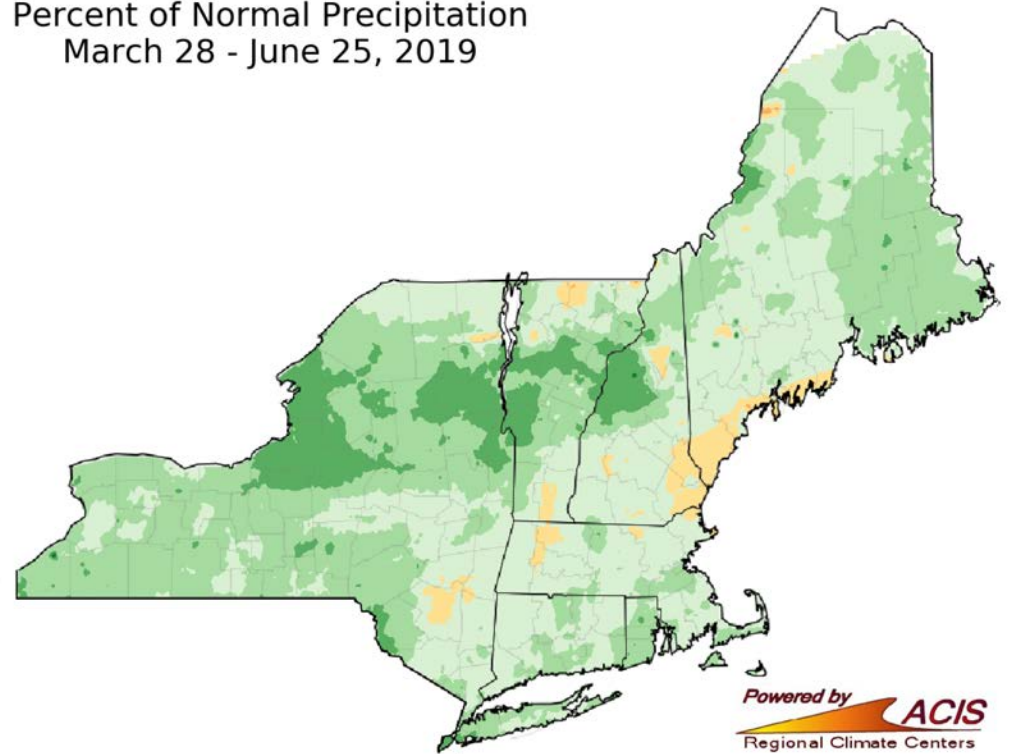 Percent of Normal Precipitation
March 28 - June 25, 2019
Powered by
ACIS
Regional Climate Centers